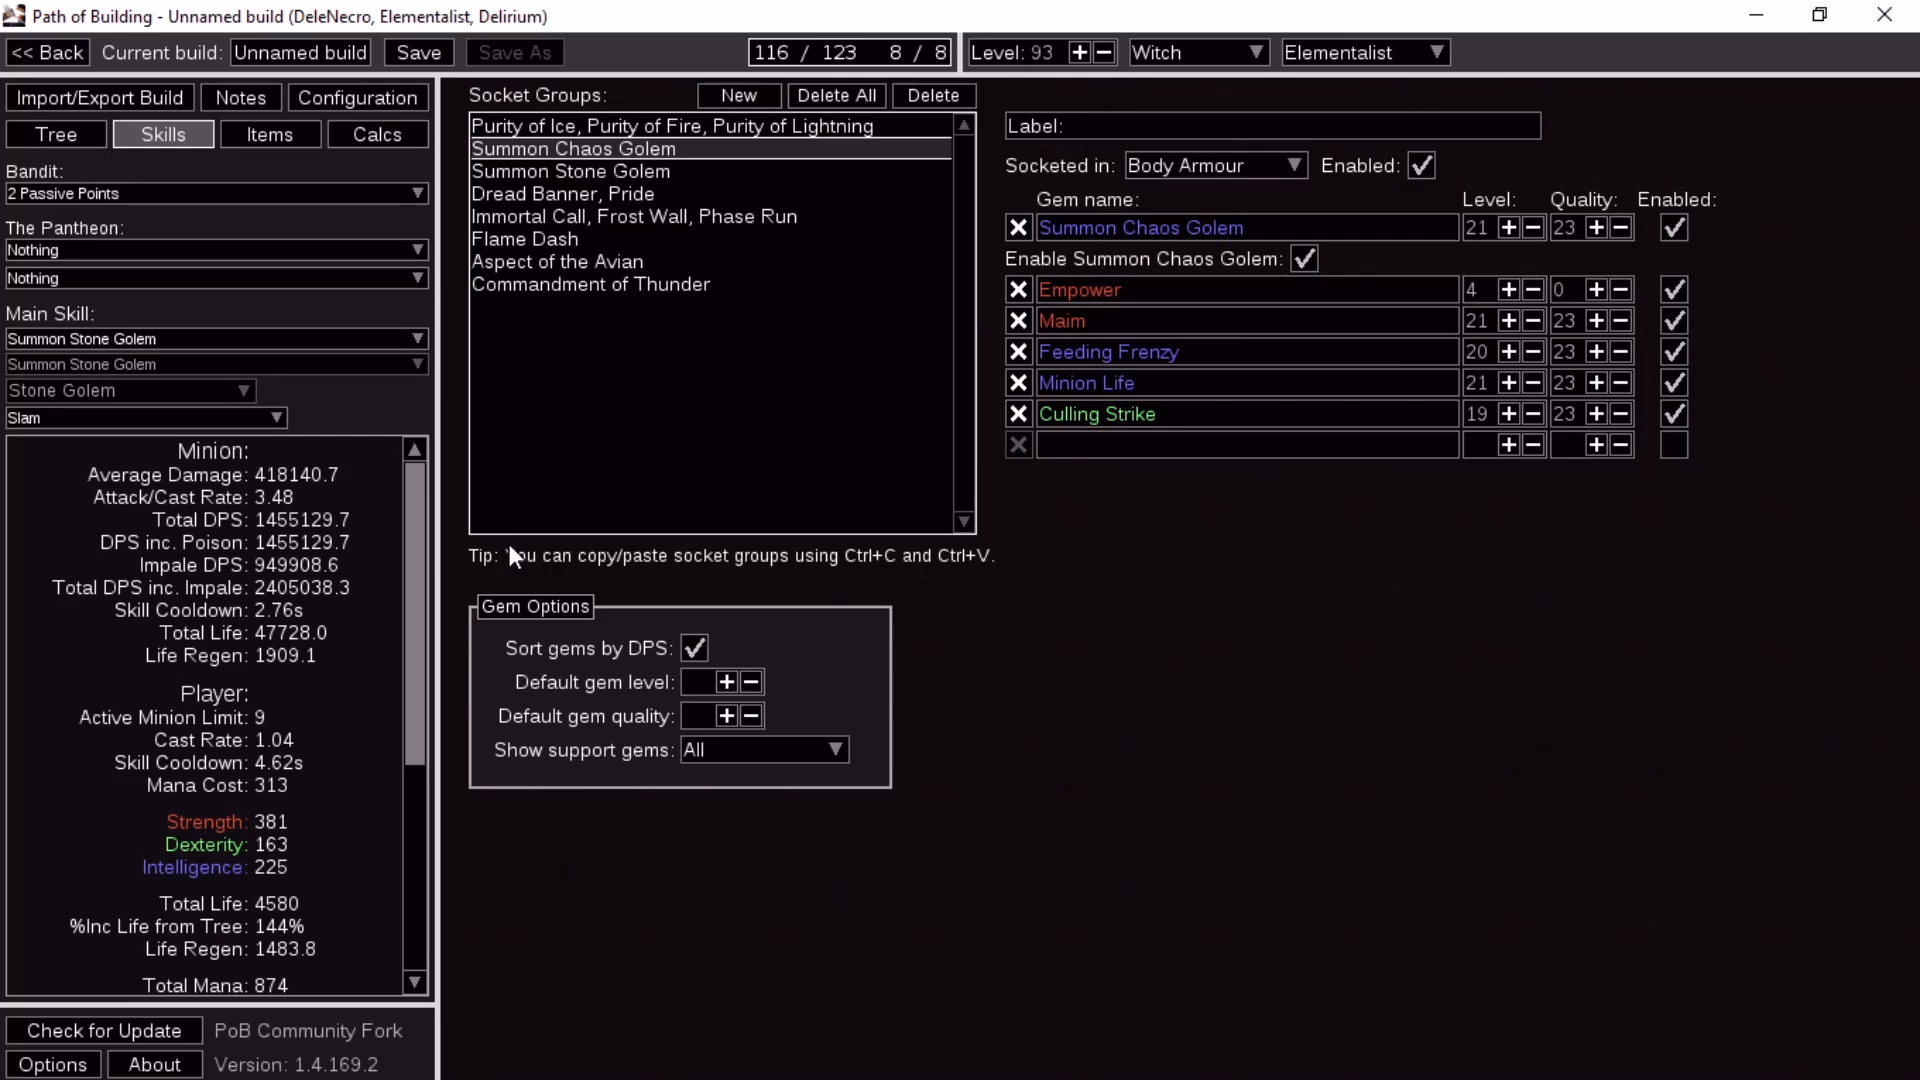 Path of Building - Unnamed build (DeleNecro, Elementalist, Delirium)
<< Back Current build: Unnamed build Save Save As 116 / 123 8 / 8 Level: 93 + − Witch Elementalist
Import/Export Build Notes Configuration
Tree Skills Items Calcs
Bandit:
2 Passive Points
The Pantheon:
Nothing
Nothing
Main Skill:
Summon Stone Golem
Summon Stone Golem
Stone Golem
Slam
Minion:
Average Damage: 418140.7
Attack/Cast Rate: 3.48
Total DPS: 1455129.7
DPS inc. Poison: 1455129.7
Impale DPS: 949908.6
Total DPS inc. Impale: 2405038.3
Skill Cooldown: 2.76s
Total Life: 47728.0
Life Regen: 1909.1
Player:
Active Minion Limit: 9
Cast Rate: 1.04
Skill Cooldown: 4.62s
Mana Cost: 313
Strength: 381
Dexterity: 163
Intelligence: 225
Total Life: 4580
%Inc Life from Tree: 144%
Life Regen: 1483.8
Total Mana: 874
Check for Update PoB Community Fork
Options About Version: 1.4.169.2
Socket Groups: New Delete All Delete
Purity of Ice, Purity of Fire, Purity of Lightning
Summon Chaos Golem
Summon Stone Golem
Dread Banner, Pride
Immortal Call, Frost Wall, Phase Run
Flame Dash
Aspect of the Avian
Commandment of Thunder
Tip: You can copy/paste socket groups using Ctrl+C and Ctrl+V.
Gem Options
Sort gems by DPS:
Default gem level: + −
Default gem quality: + −
Show support gems: All
Label:
Socketed in: Body Armour Enabled:
Gem name: Level: Quality: Enabled:
Summon Chaos Golem 21 + − 23 + −
Enable Summon Chaos Golem:
Empower 4 + − 0 + −
Maim 21 + − 23 + −
Feeding Frenzy 20 + − 23 + −
Minion Life 21 + − 23 + −
Culling Strike 19 + − 23 + −
+ − + −